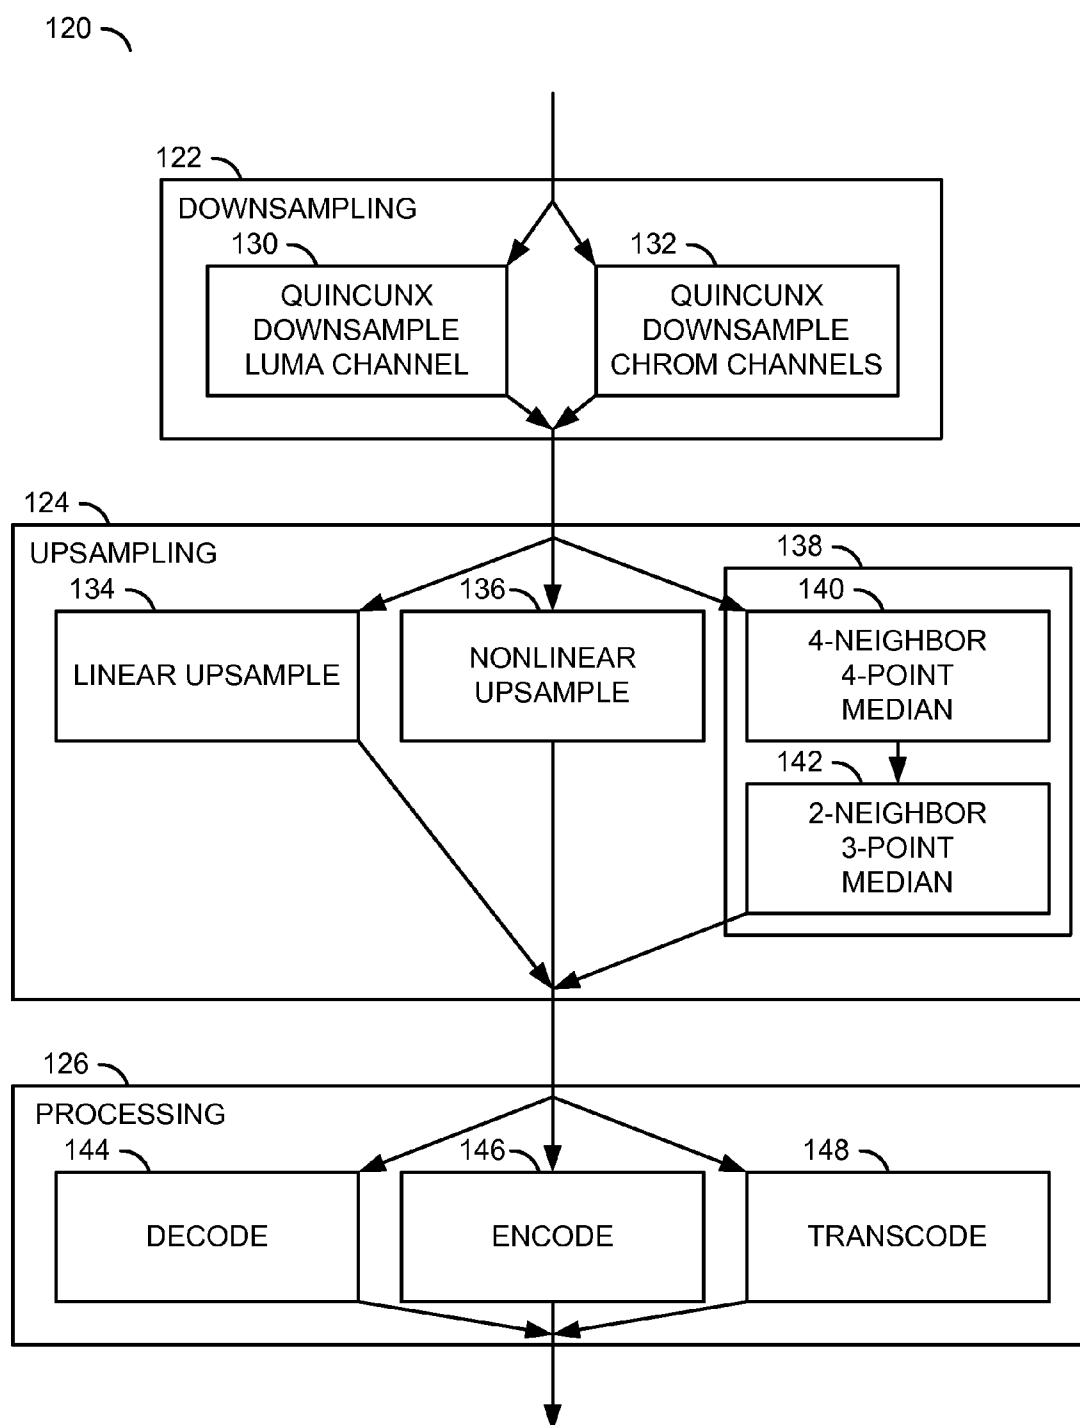 120
122
DOWNSAMPLING
130
132
QUINCUNX
DOWNSAMPLE
LUMA CHANNEL
QUINCUNX
DOWNSAMPLE
CHROM CHANNELS
124
UPSAMPLING
138
134
136
140
LINEAR UPSAMPLE
NONLINEAR
UPSAMPLE
4-NEIGHBOR
4-POINT
MEDIAN
142
2-NEIGHBOR
3-POINT
MEDIAN
126
PROCESSING
144
146
148
DECODE
ENCODE
TRANSCODE